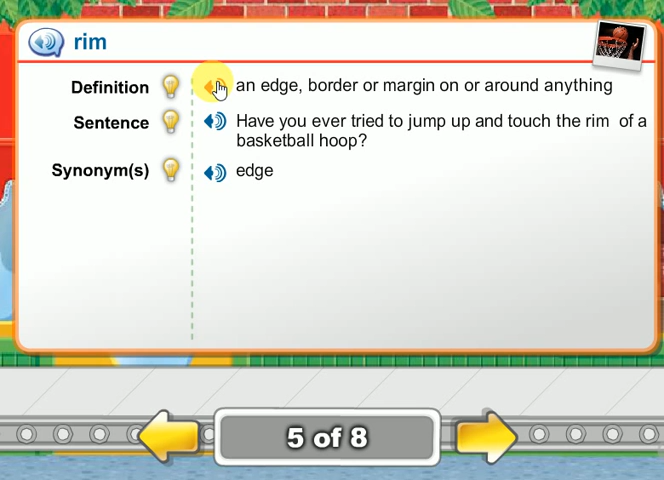 rim
Definition
an edge, border or margin on or around anything
Sentence
Have you ever tried to jump up and touch the rim of a
basketball hoop?
Synonym(s)
edge
5 of 8